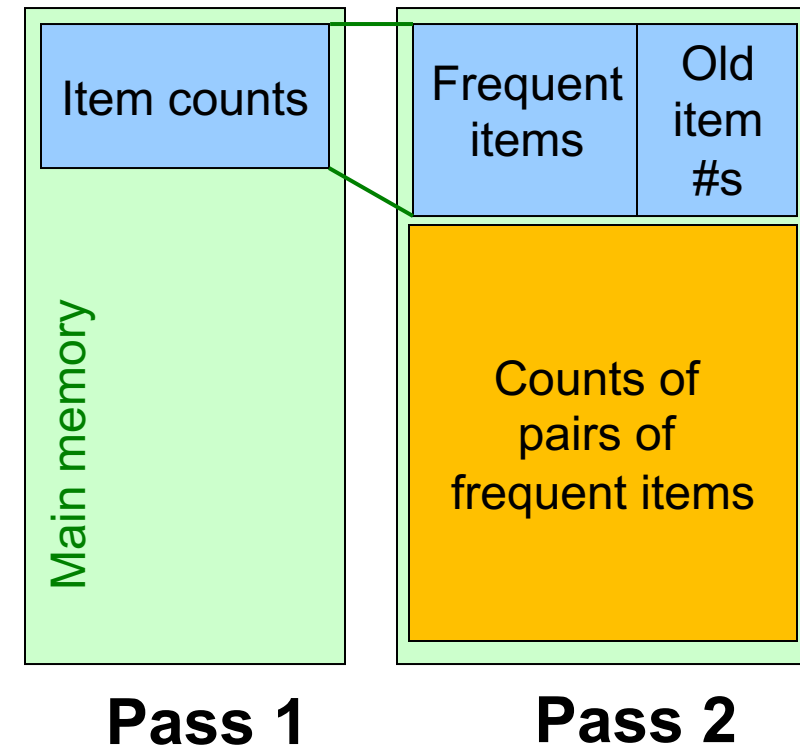 Item counts
Frequent
items
Old
item
#s
Main memory
Counts of
pairs of
frequent items
Pass 1
Pass 2